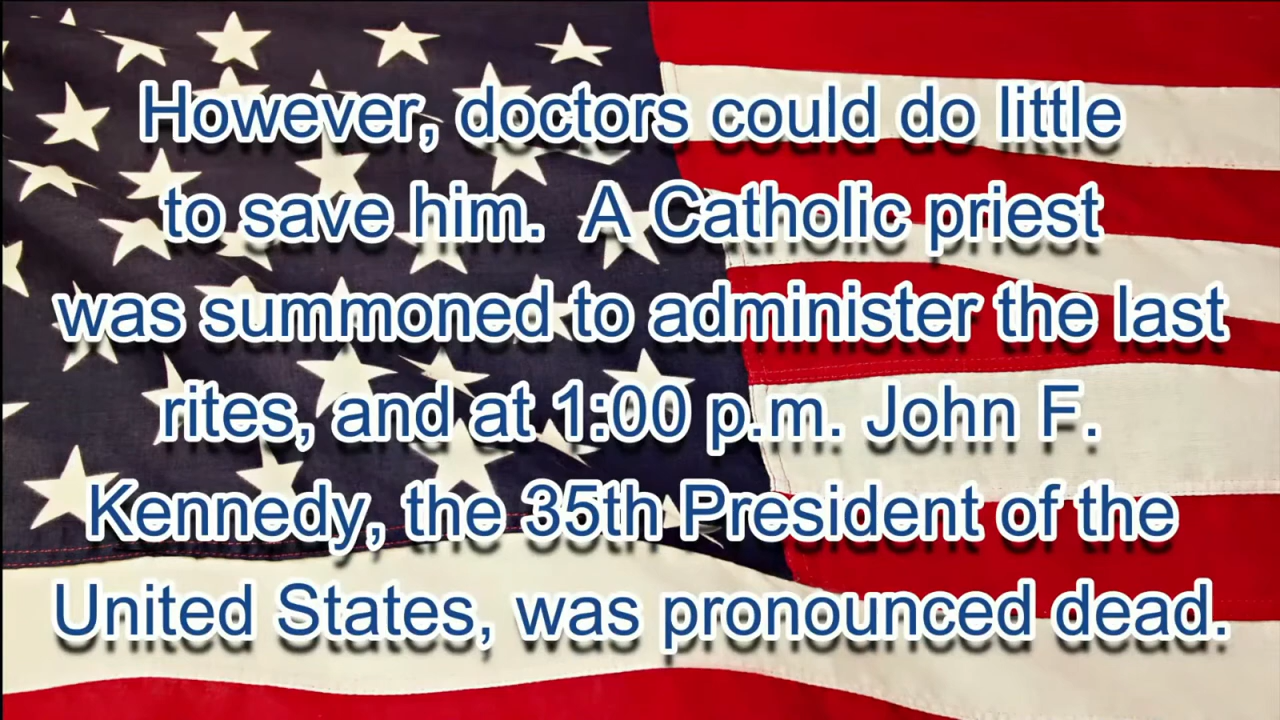 However, doctors could do little
to save him.  A Catholic priest
was summoned to administer the last
rites, and at 1:00 p.m. John F.
Kennedy, the 35th President of the
United States, was pronounced dead.